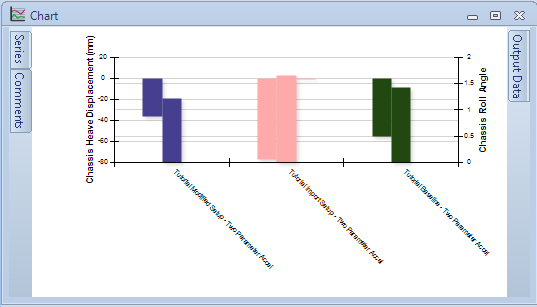 Chart
Series
Comments
Output Data
Chassis Heave Displacement (mm)
20
0
-20
-40
-60
-80
2
1.5
1
0.5
0
Chassis Roll Angle
Tutorial Modified Setup - Two Parameter Accel
Tutorial Import Setup - Two Parameter Accel
Tutorial Baseline - Two Parameter Accel